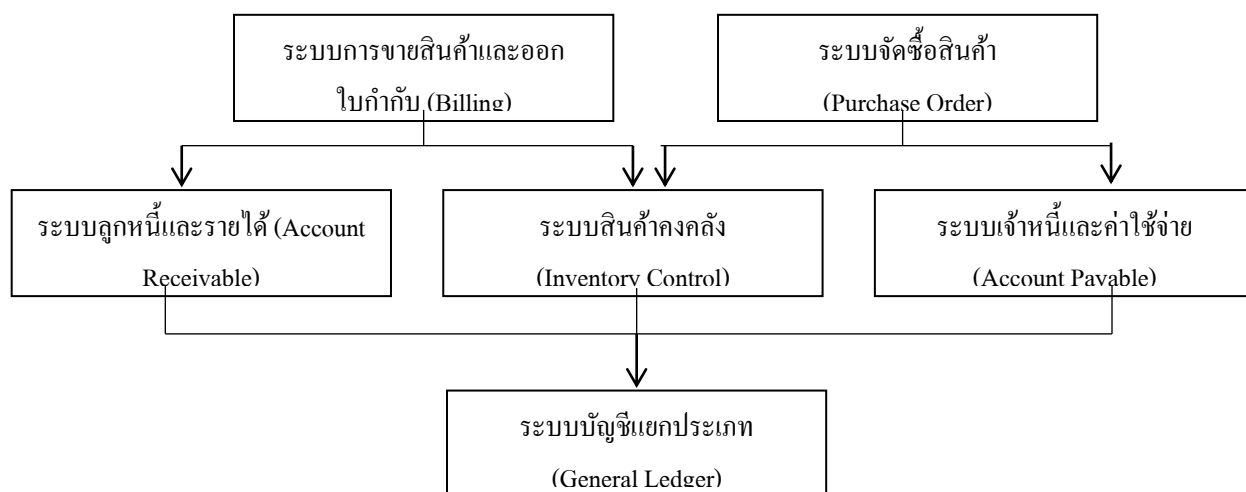 ระบบการขายสินค้าและออก
ใบกำกับ (Billing)
ระบบจัดซื้อสินค้า
(Purchase Order)
ระบบลูกหนี้และรายได้ (Account
Receivable)
ระบบสินค้าคงคลัง
(Inventory Control)
ระบบเจ้าหนี้และค่าใช้จ่าย
(Account Payable)
ระบบบัญชีแยกประเภท
(General Ledger)